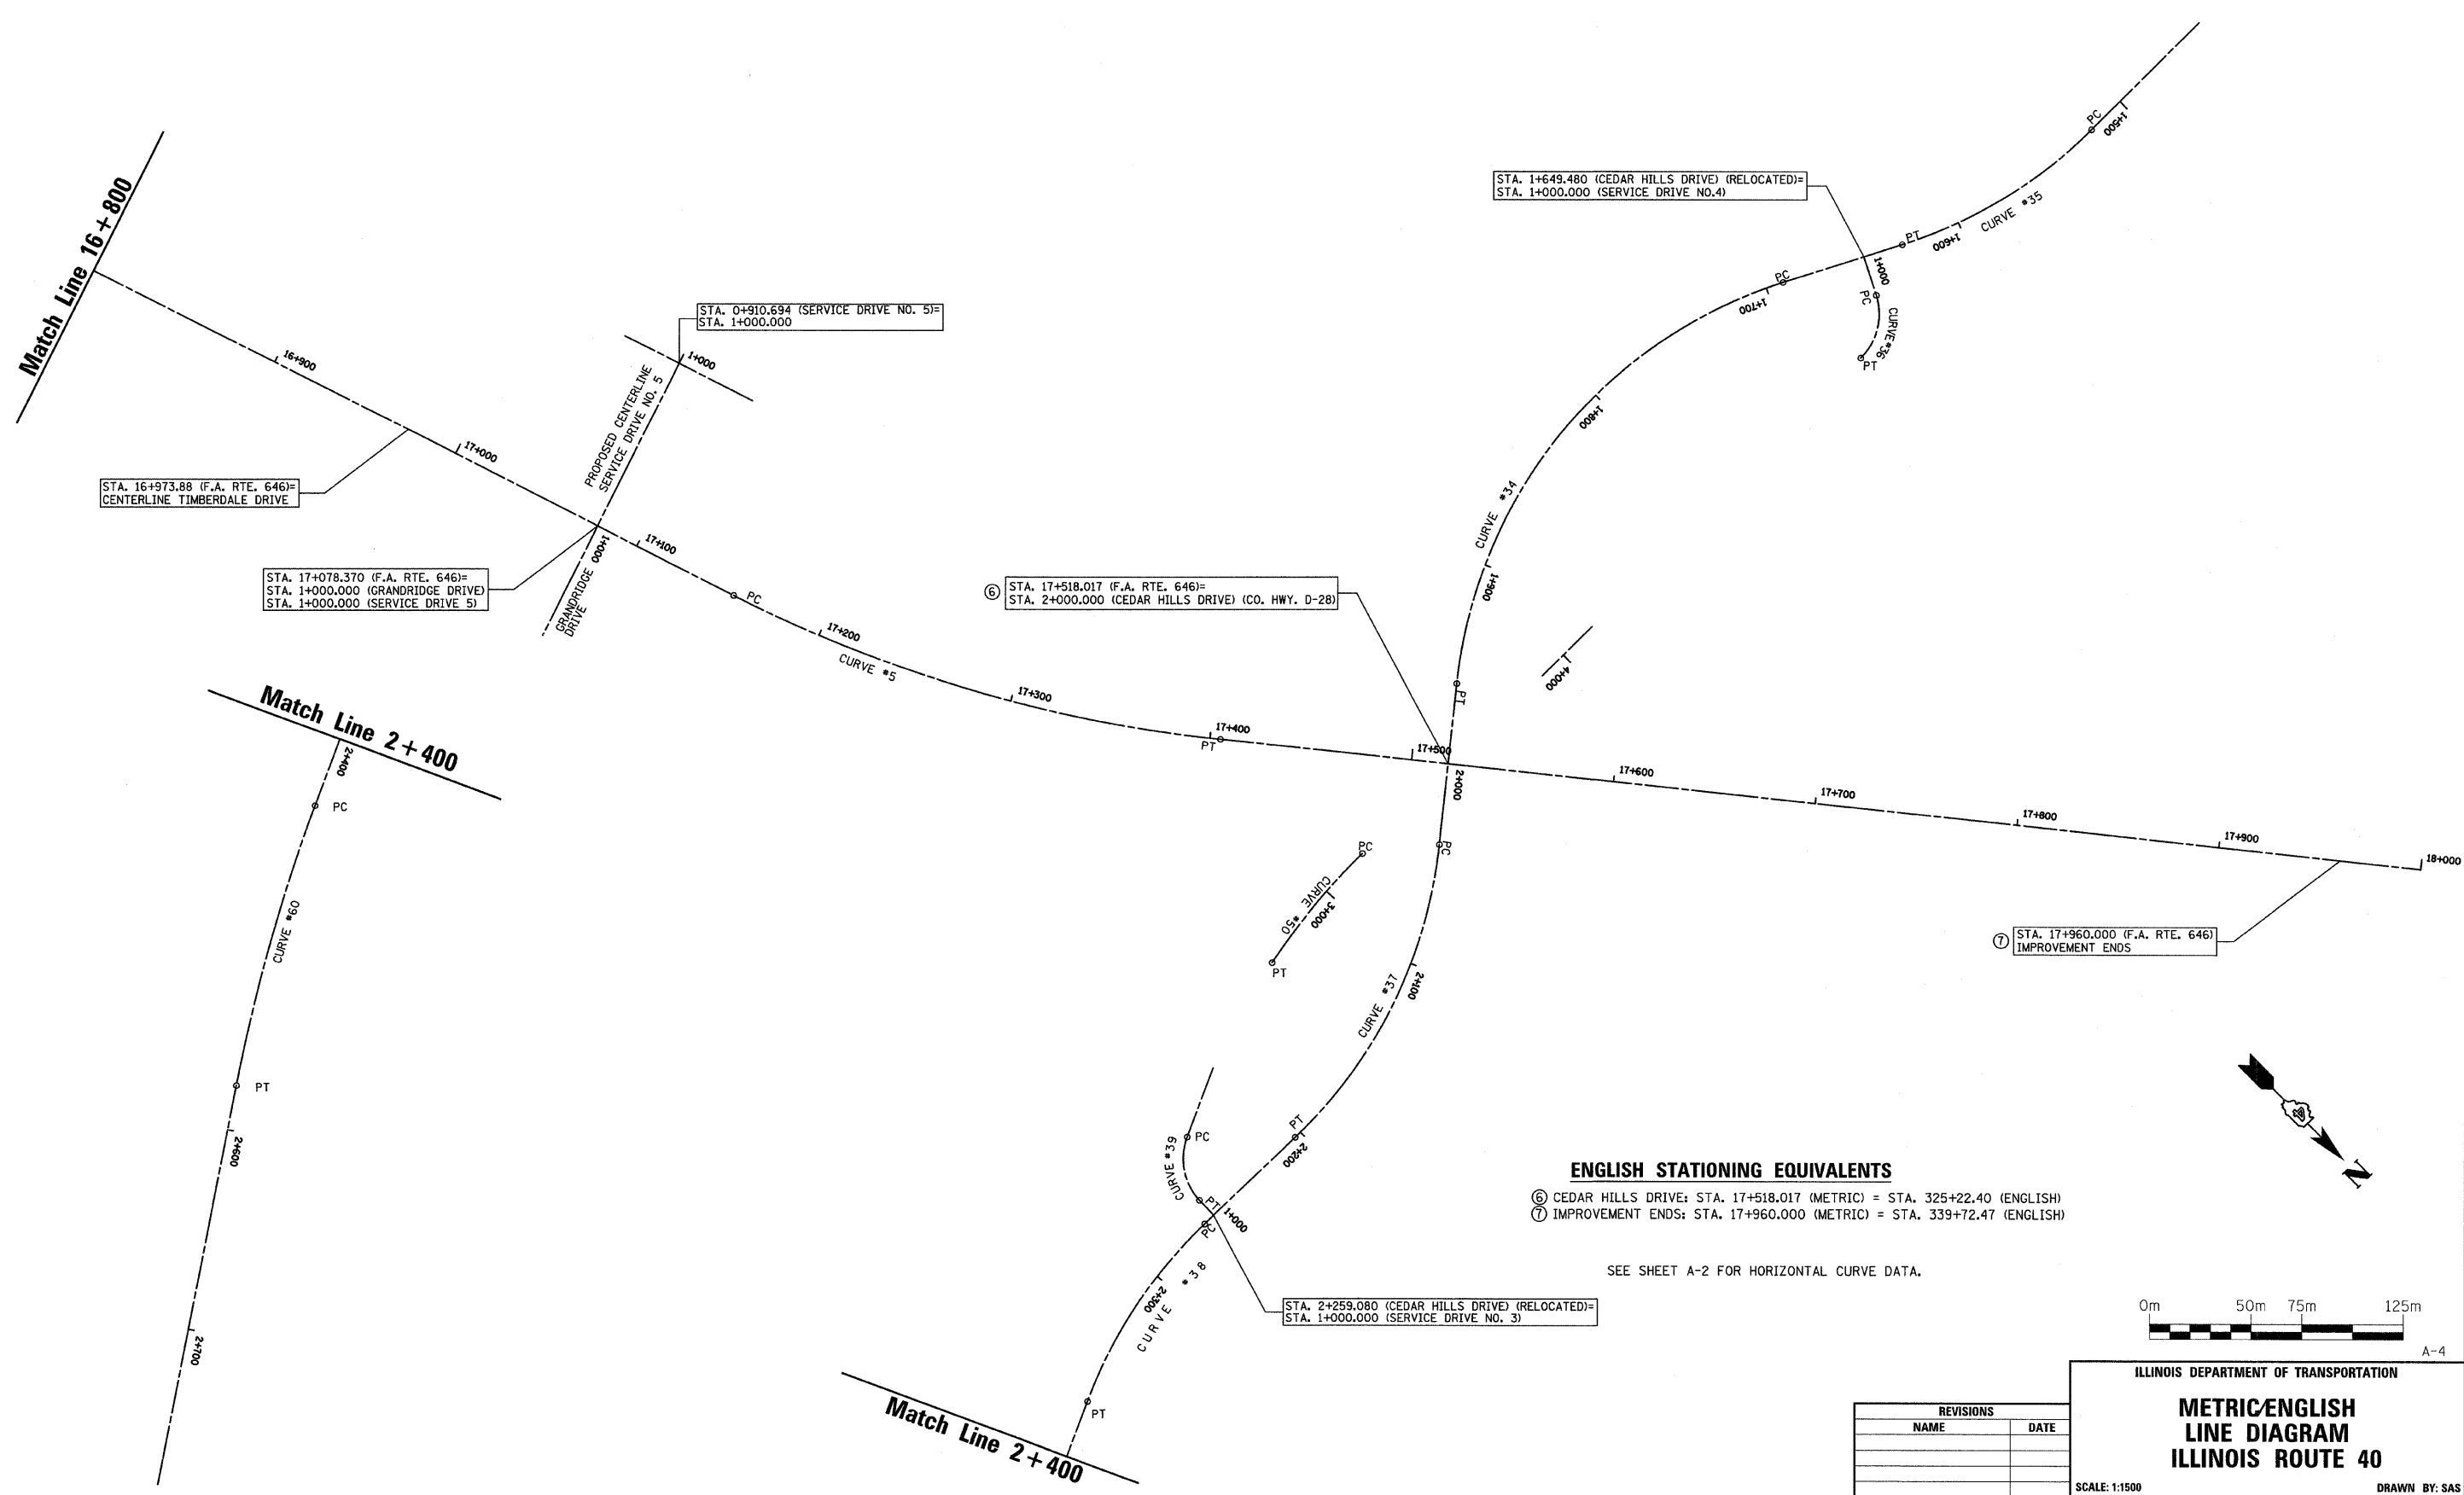 Match Line 16+800
16+900
17+000
STA. 16+973.88 (F.A. RTE. 646)=
CENTERLINE TIMBERDALE DRIVE
STA. 0+910.694 (SERVICE DRIVE NO. 5)=
STA. 1+000.000
1+000
PROPOSED CENTERLINE
SERVICE DRIVE NO. 5
STA. 17+078.370 (F.A. RTE. 646)=
STA. 1+000.000 (GRANDRIDGE DRIVE)
STA. 1+000.000 (SERVICE DRIVE 5)
1+000
GRANDRIDGE
DRIVE
17+100
PC
17+200
CURVE #5
17+300
17+400
PT
17+500
6 STA. 17+518.017 (F.A. RTE. 646)=
STA. 2+000.000 (CEDAR HILLS DRIVE) (CO. HWY. D-28)
17+600
17+700
17+800
17+900
18+000
7 STA. 17+960.000 (F.A. RTE. 646)
IMPROVEMENT ENDS
STA. 1+649.480 (CEDAR HILLS DRIVE) (RELOCATED)=
STA. 1+000.000 (SERVICE DRIVE NO.4)
1+500
PC
CURVE #35
1+600
PT
1+000
PC
CURVE #36
PT
PC
1+700
1+800
CURVE #34
1+900
PT
4+000
2+000
PC
PC
CURVE #50
3+000
PT
2+100
CURVE #37
PT
2+200
PC
CURVE #39
PT
1+000
PC
2+300
CURVE #38
STA. 2+259.080 (CEDAR HILLS DRIVE) (RELOCATED)=
STA. 1+000.000 (SERVICE DRIVE NO. 3)
PT
Match Line 2+400
Match Line 2+400
2+400
PC
CURVE #60
PT
2+600
2+700
N
ENGLISH STATIONING EQUIVALENTS
6 CEDAR HILLS DRIVE: STA. 17+518.017 (METRIC) = STA. 325+22.40 (ENGLISH)
7 IMPROVEMENT ENDS: STA. 17+960.000 (METRIC) = STA. 339+72.47 (ENGLISH)
SEE SHEET A-2 FOR HORIZONTAL CURVE DATA.
0m 50m 75m 125m
A-4
ILLINOIS DEPARTMENT OF TRANSPORTATION
METRIC/ENGLISH
LINE DIAGRAM
ILLINOIS ROUTE 40
SCALE: 1:1500
DRAWN BY: SAS
REVISIONS
NAME DATE